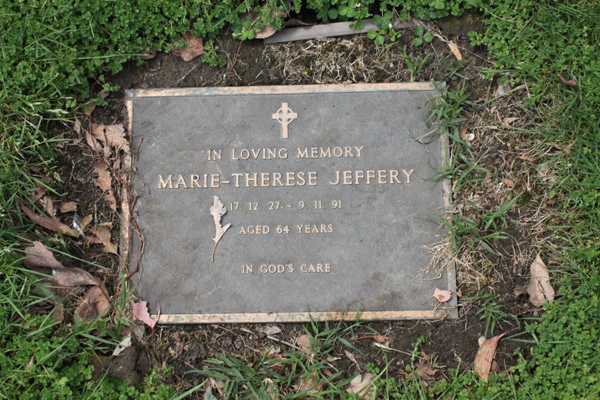 IN LOVING MEMORY
MARIE-THERESE JEFFERY
17. 12. 27. - 9. 11. 91
AGED 64 YEARS
IN GOD'S CARE